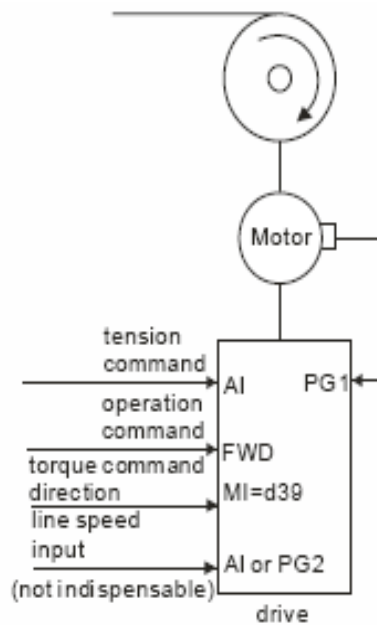 Motor
tension
command
AI
PG1
operation
command
FWD
torque command
direction
MI=d39
line speed
input
AI or PG2
(not indispensable)
drive